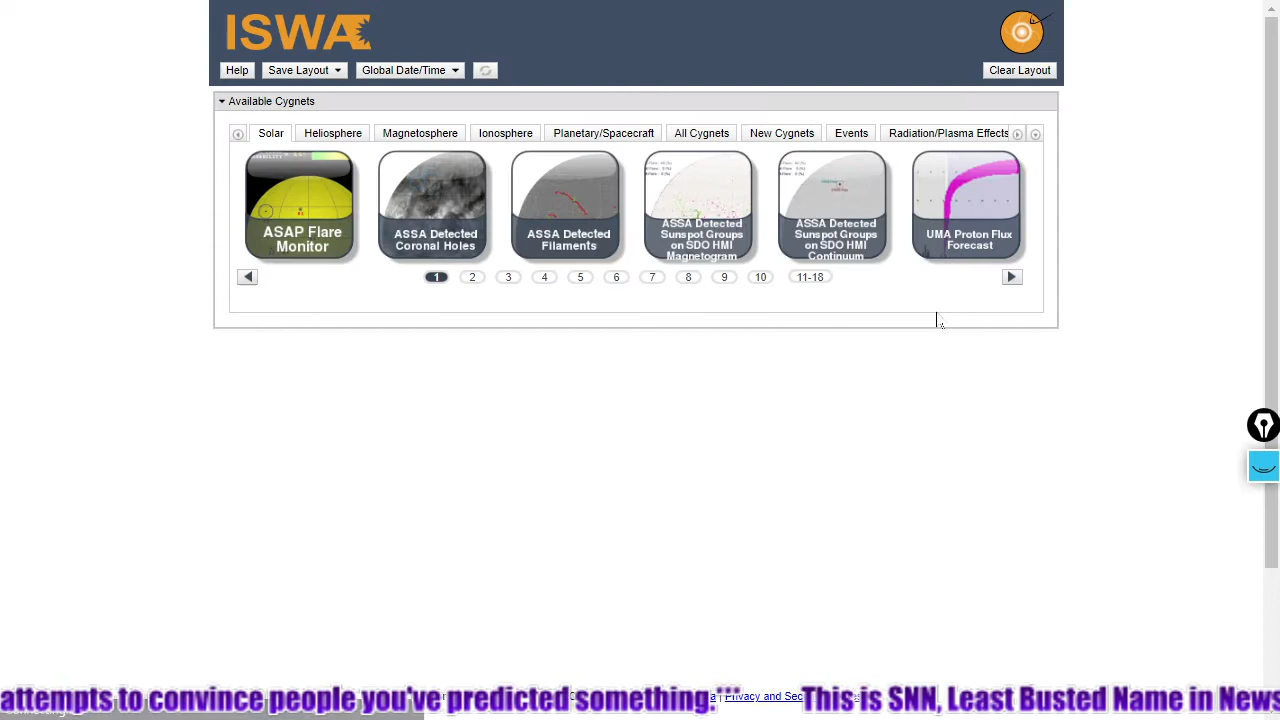 ISWA
Help
Save Layout
Global Date/Time
Clear Layout
Available Cygnets
Solar
Heliosphere
Magnetosphere
Ionosphere
Planetary/Spacecraft
All Cygnets
New Cygnets
Events
Radiation/Plasma Effects
ASAP Flare
Monitor
ASSA Detected
Coronal Holes
ASSA Detected
Filaments
ASSA Detected
Sunspot Groups
on SDO HMI
Magnetogram
ASSA Detected
Sunspot Groups
on SDO HMI
Continuum
UMA Proton Flux
Forecast
1 2 3 4 5 6 7 8 9 10 11-18
attempts to convince people you've predicted something."" This is SNN, Least Busted Name in News
| Privacy and Sec